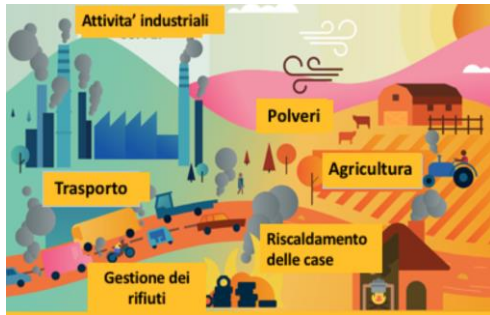 Attivita' industriali
Polveri
Agricultura
Trasporto
Riscaldamento
delle case
Gestione dei
rifiuti